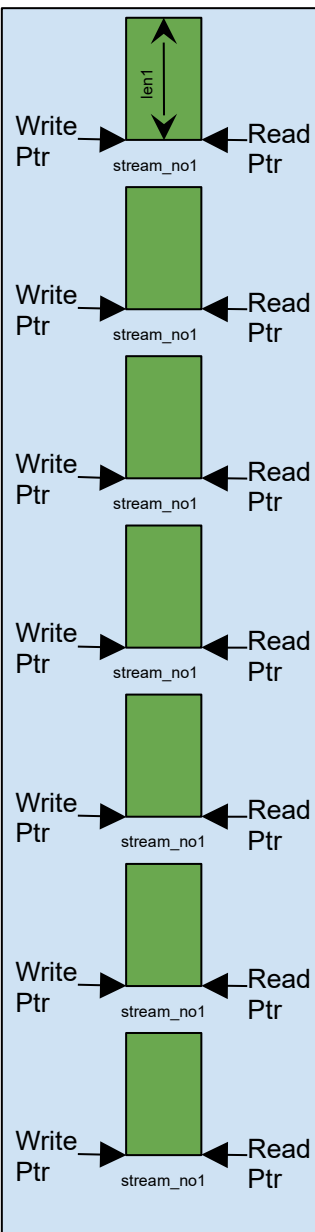 len1
Write
Ptr
Read
Ptr
stream_no1
Write
Ptr
Read
Ptr
stream_no1
Write
Ptr
Read
Ptr
stream_no1
Write
Ptr
Read
Ptr
stream_no1
Write
Ptr
Read
Ptr
stream_no1
Write
Ptr
Read
Ptr
stream_no1
Write
Ptr
Read
Ptr
stream_no1